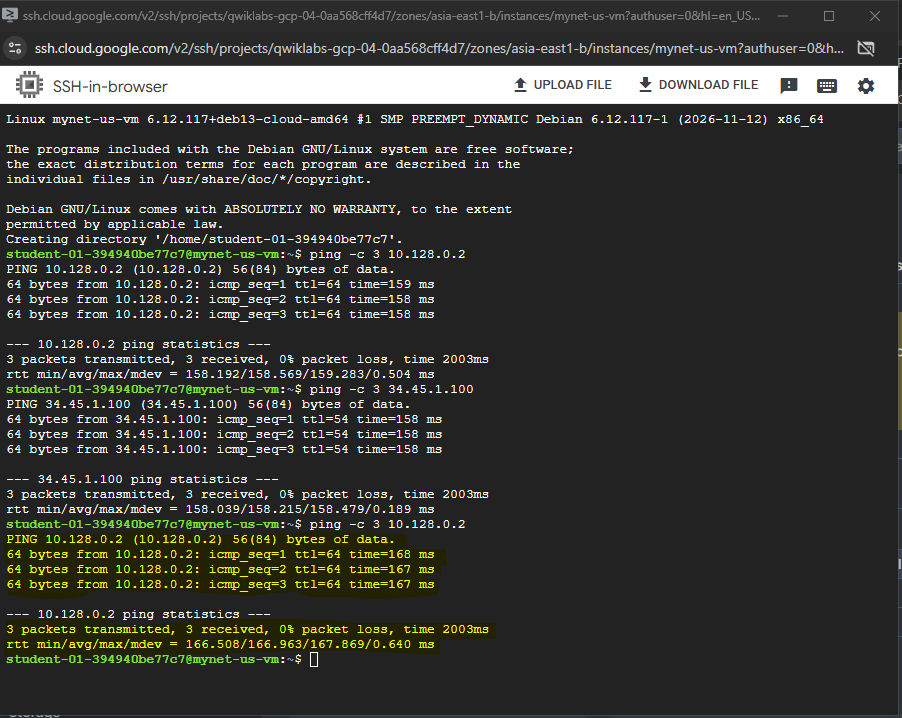 ssh.cloud.google.com/v2/ssh/projects/qwiklabs-gcp-04-0aa568cff4d7/zones/asia-east1-b/instances/mynet-us-vm?authuser=0&hl=en_US...
ssh.cloud.google.com/v2/ssh/projects/qwiklabs-gcp-04-0aa568cff4d7/zones/asia-east1-b/instances/mynet-us-vm?authuser=0&h...
SSH-in-browser
UPLOAD FILE
DOWNLOAD FILE
Linux mynet-us-vm 6.12.117+deb13-cloud-amd64 #1 SMP PREEMPT_DYNAMIC Debian 6.12.117-1 (2026-11-12) x86_64
The programs included with the Debian GNU/Linux system are free software;
the exact distribution terms for each program are described in the
individual files in /usr/share/doc/*/copyright.
Debian GNU/Linux comes with ABSOLUTELY NO WARRANTY, to the extent
permitted by applicable law.
Creating directory '/home/student-01-394940be77c7'.
student-01-394940be77c7@mynet-us-vm:~$ ping -c 3 10.128.0.2
PING 10.128.0.2 (10.128.0.2) 56(84) bytes of data.
64 bytes from 10.128.0.2: icmp_seq=1 ttl=64 time=159 ms
64 bytes from 10.128.0.2: icmp_seq=2 ttl=64 time=158 ms
64 bytes from 10.128.0.2: icmp_seq=3 ttl=64 time=158 ms
--- 10.128.0.2 ping statistics ---
3 packets transmitted, 3 received, 0% packet loss, time 2003ms
rtt min/avg/max/mdev = 158.192/158.569/159.283/0.504 ms
student-01-394940be77c7@mynet-us-vm:~$ ping -c 3 34.45.1.100
PING 34.45.1.100 (34.45.1.100) 56(84) bytes of data.
64 bytes from 34.45.1.100: icmp_seq=1 ttl=54 time=158 ms
64 bytes from 34.45.1.100: icmp_seq=2 ttl=54 time=158 ms
64 bytes from 34.45.1.100: icmp_seq=3 ttl=54 time=158 ms
--- 34.45.1.100 ping statistics ---
3 packets transmitted, 3 received, 0% packet loss, time 2003ms
rtt min/avg/max/mdev = 158.039/158.215/158.479/0.189 ms
student-01-394940be77c7@mynet-us-vm:~$ ping -c 3 10.128.0.2
PING 10.128.0.2 (10.128.0.2) 56(84) bytes of data.
64 bytes from 10.128.0.2: icmp_seq=1 ttl=64 time=168 ms
64 bytes from 10.128.0.2: icmp_seq=2 ttl=64 time=167 ms
64 bytes from 10.128.0.2: icmp_seq=3 ttl=64 time=167 ms
--- 10.128.0.2 ping statistics ---
3 packets transmitted, 3 received, 0% packet loss, time 2003ms
rtt min/avg/max/mdev = 166.508/166.963/167.869/0.640 ms
student-01-394940be77c7@mynet-us-vm:~$